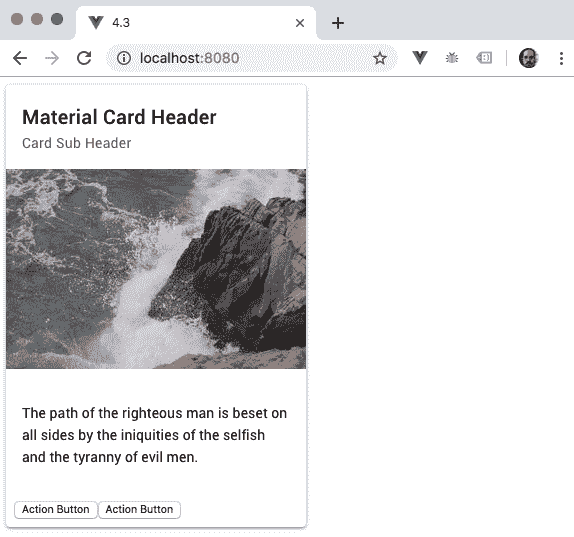 4.3
localhost:8080
Material Card Header
Card Sub Header
The path of the righteous man is beset on
all sides by the iniquities of the selfish
and the tyranny of evil men.
Action Button Action Button